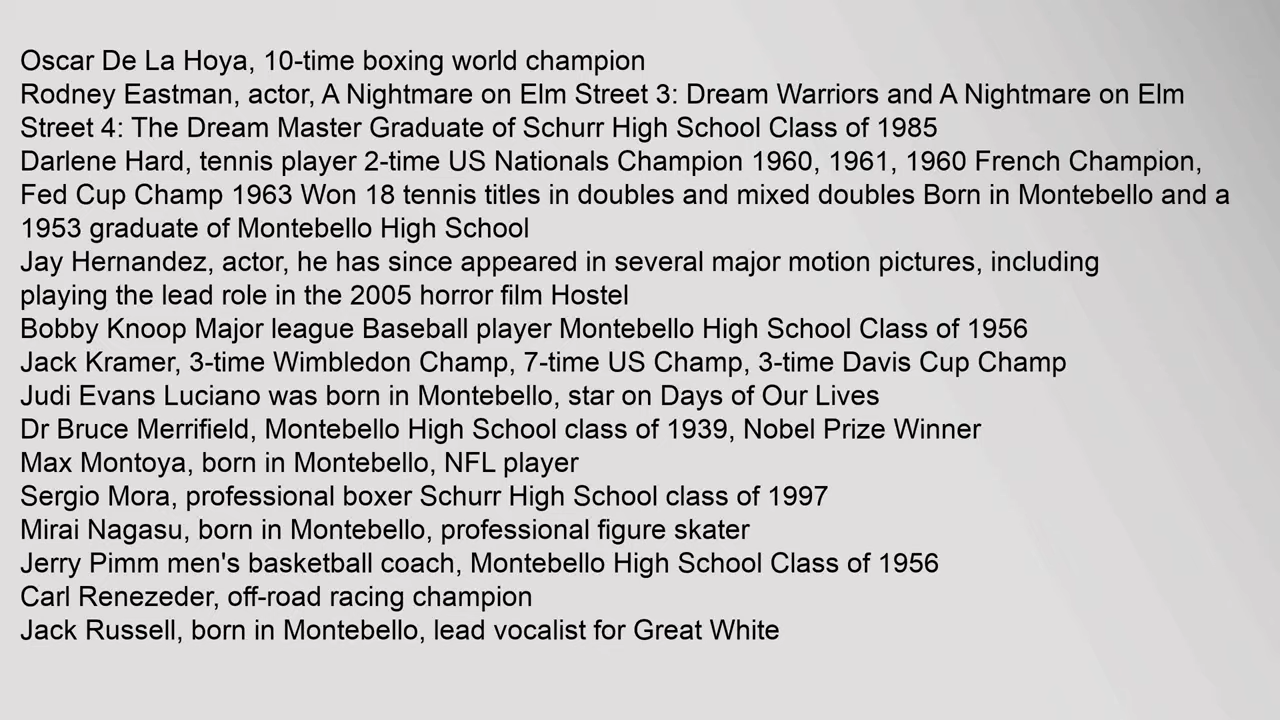 Oscar De La Hoya, 10-time boxing world champion
Rodney Eastman, actor, A Nightmare on Elm Street 3: Dream Warriors and A Nightmare on Elm
Street 4: The Dream Master Graduate of Schurr High School Class of 1985
Darlene Hard, tennis player 2-time US Nationals Champion 1960, 1961, 1960 French Champion,
Fed Cup Champ 1963 Won 18 tennis titles in doubles and mixed doubles Born in Montebello and a
1953 graduate of Montebello High School
Jay Hernandez, actor, he has since appeared in several major motion pictures, including
playing the lead role in the 2005 horror film Hostel
Bobby Knoop Major league Baseball player Montebello High School Class of 1956
Jack Kramer, 3-time Wimbledon Champ, 7-time US Champ, 3-time Davis Cup Champ
Judi Evans Luciano was born in Montebello, star on Days of Our Lives
Dr Bruce Merrifield, Montebello High School class of 1939, Nobel Prize Winner
Max Montoya, born in Montebello, NFL player
Sergio Mora, professional boxer Schurr High School class of 1997
Mirai Nagasu, born in Montebello, professional figure skater
Jerry Pimm men's basketball coach, Montebello High School Class of 1956
Carl Renezeder, off-road racing champion
Jack Russell, born in Montebello, lead vocalist for Great White